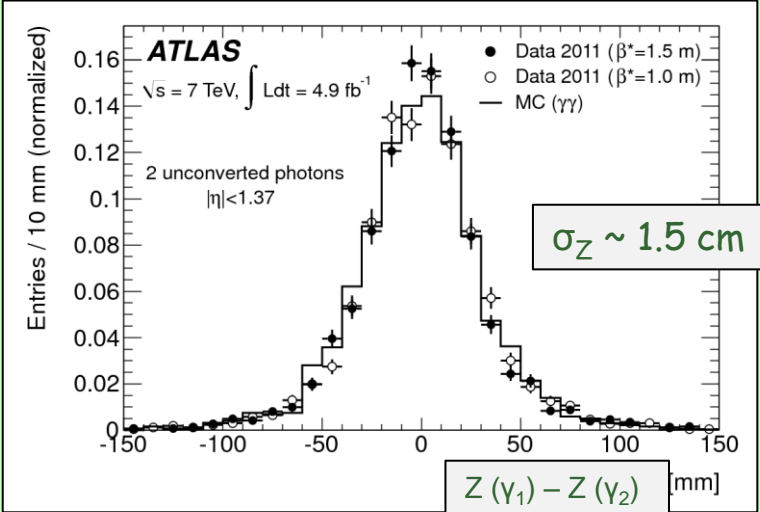 ATLAS
√s = 7 TeV, ∫ Ldt = 4.9 fb⁻¹
● Data 2011 (β*=1.5 m)
○ Data 2011 (β*=1.0 m)
— MC (γγ)
2 unconverted photons
|η|<1.37
σ_Z ~ 1.5 cm
Entries / 10 mm (normalized)
0.16
0.14
0.12
0.1
0.08
0.06
0.04
0.02
0
-150 -100 -50 0 50 100 150
Z (γ₁) – Z (γ₂) [mm]